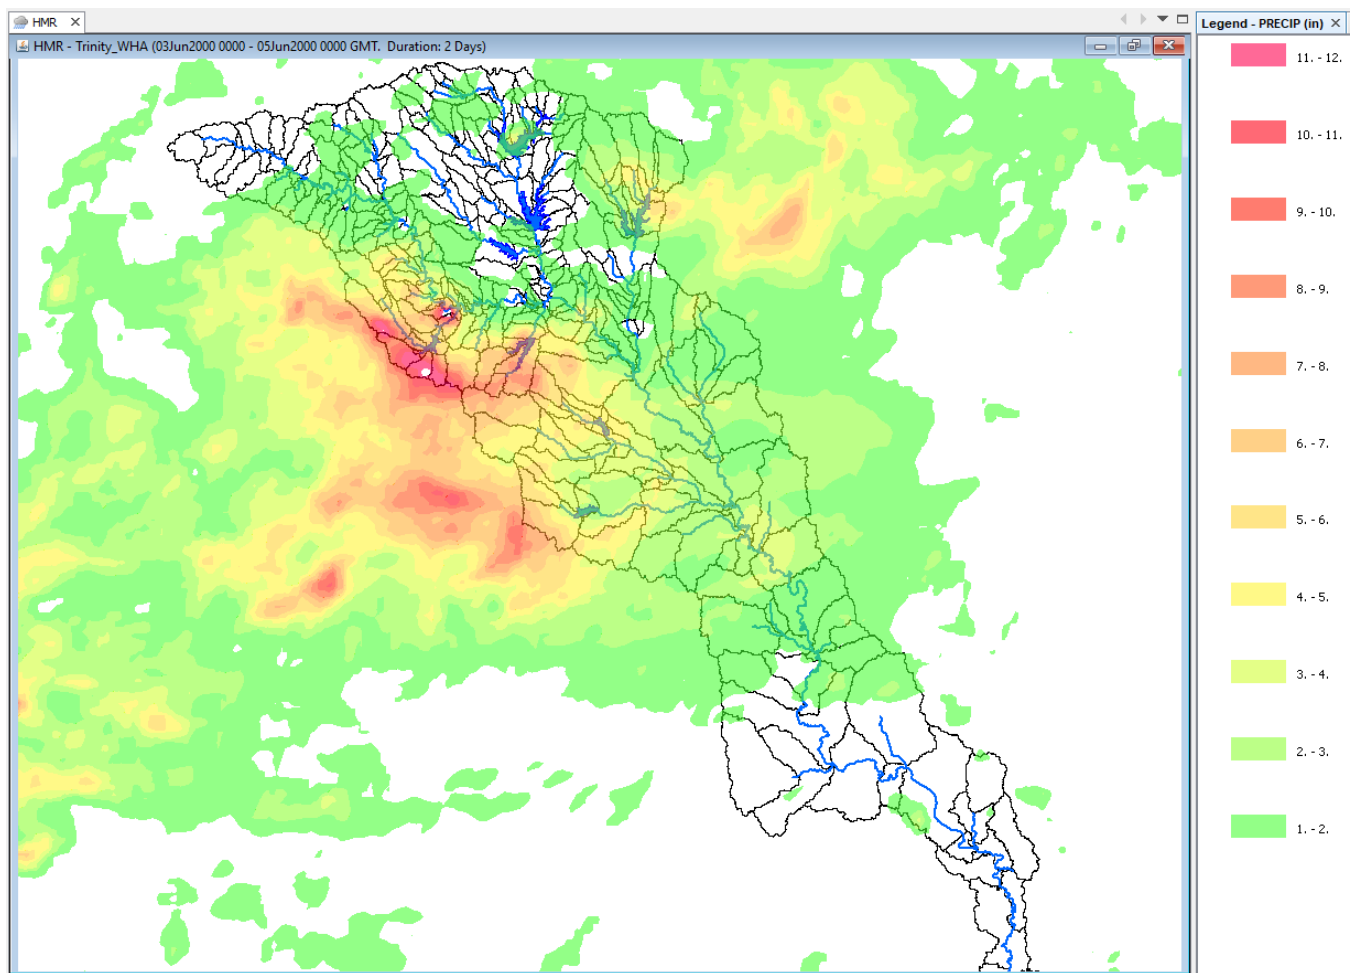 HMR
Legend - PRECIP (in)
HMR - Trinity_WHA (03Jun2000 0000 - 05Jun2000 0000 GMT.  Duration: 2 Days)
11. - 12.
10. - 11.
9. - 10.
8. - 9.
7. - 8.
6. - 7.
5. - 6.
4. - 5.
3. - 4.
2. - 3.
1. - 2.